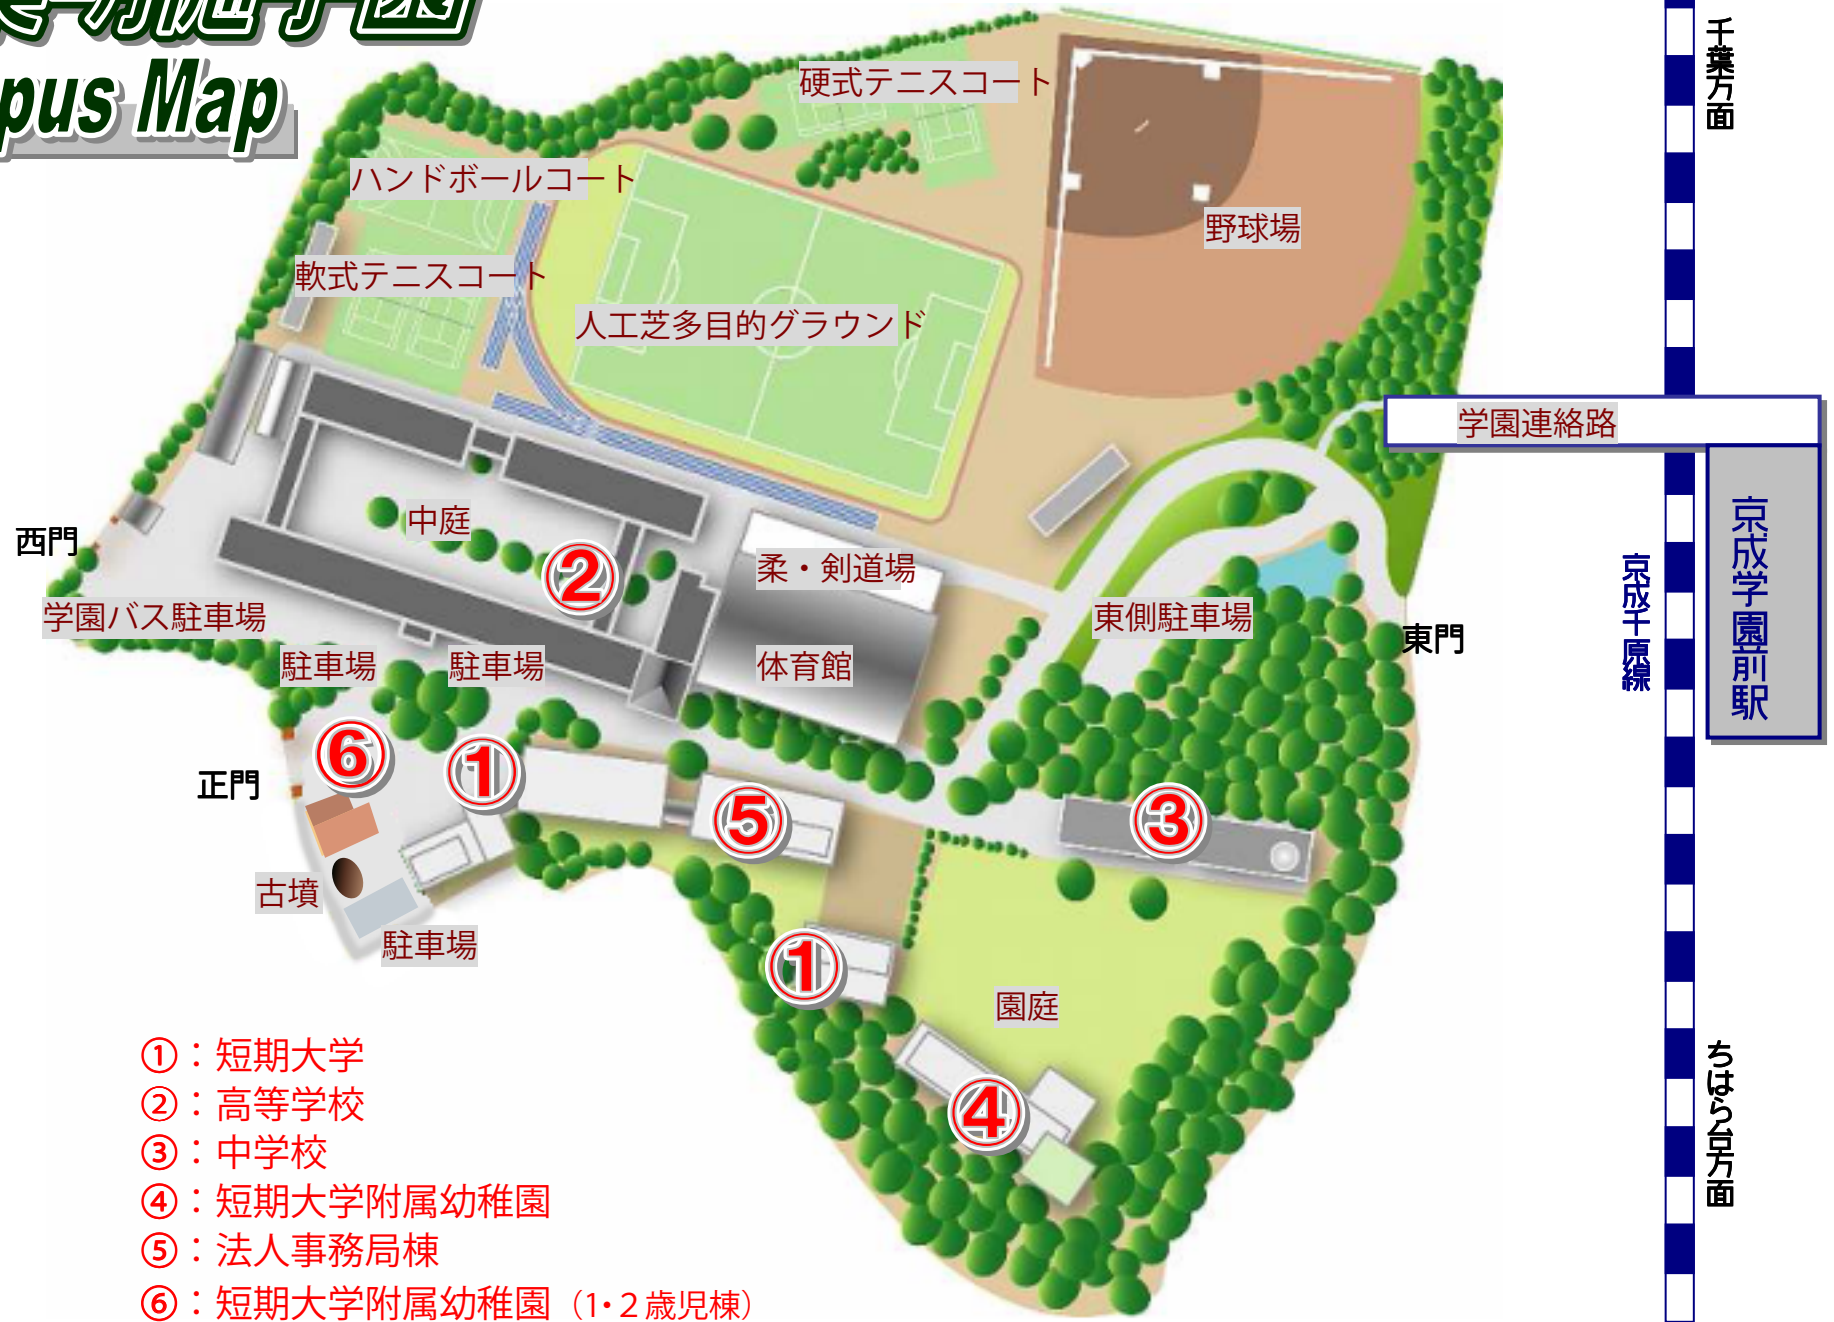 Map
千葉方面
硬式テニスコート
ハンドボールコート
野球場
軟式テニスコート
人工芝多目的グラウンド
学園連絡路
中庭
京成学園前駅
西門
②
柔・剣道場
京成千原線
学園バス駐車場
東側駐車場
東門
駐車場
駐車場
体育館
⑥
①
正門
⑤
③
古墳
駐車場
①
園庭
④
ちはら台方面
①：短期大学
②：高等学校
③：中学校
④：短期大学附属幼稚園
⑤：法人事務局棟
⑥：短期大学附属幼稚園（1・２歳児棟）